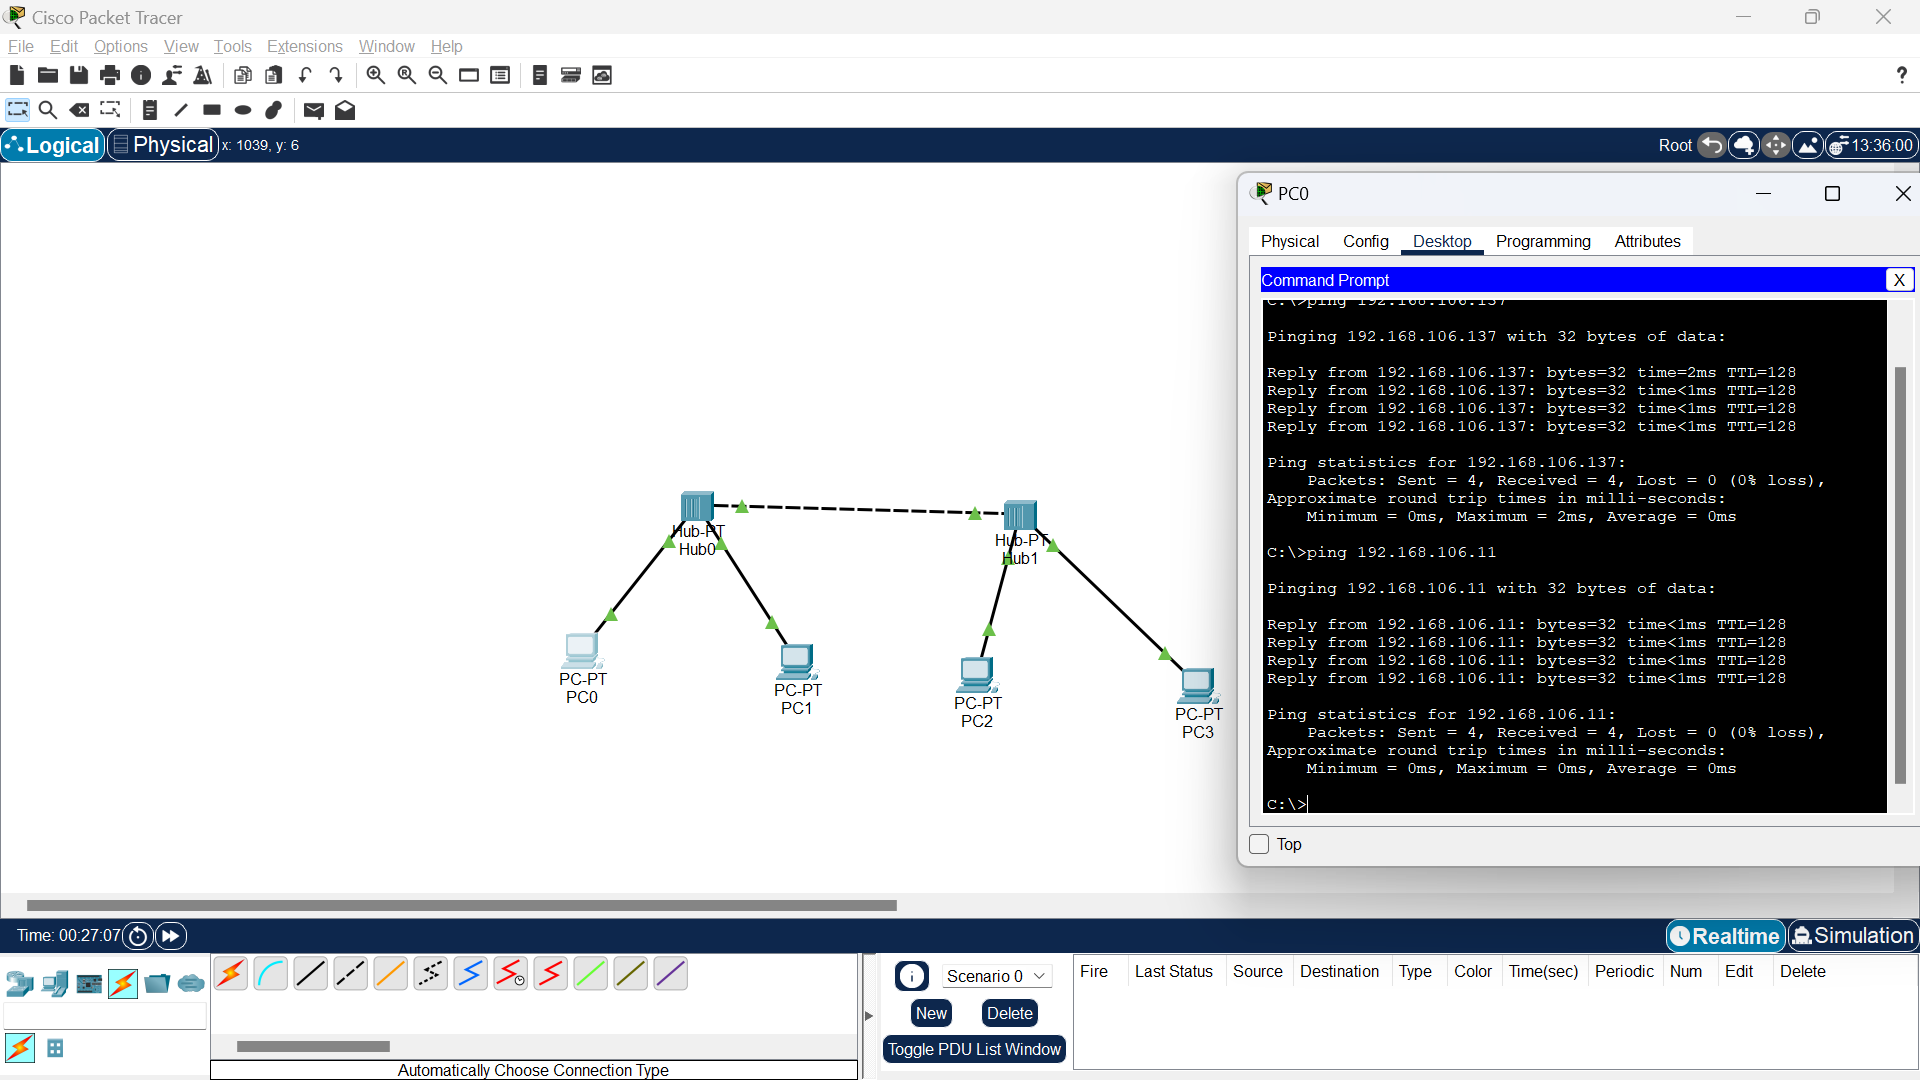 Cisco Packet Tracer
File Edit Options View Tools Extensions Window Help
Logical Physical x: 1039, y: 6
Root 13:36:00
Hub-PT
Hub0
Hub-PT
Hub1
PC-PT
PC0
PC-PT
PC1
PC-PT
PC2
PC-PT
PC3
PC0
Physical Config Desktop Programming Attributes
Command Prompt
X
C:\>ping 192.168.106.137
Pinging 192.168.106.137 with 32 bytes of data:
Reply from 192.168.106.137: bytes=32 time=2ms TTL=128
Reply from 192.168.106.137: bytes=32 time<1ms TTL=128
Reply from 192.168.106.137: bytes=32 time<1ms TTL=128
Reply from 192.168.106.137: bytes=32 time<1ms TTL=128
Ping statistics for 192.168.106.137:
Packets: Sent = 4, Received = 4, Lost = 0 (0% loss),
Approximate round trip times in milli-seconds:
Minimum = 0ms, Maximum = 2ms, Average = 0ms
C:\>ping 192.168.106.11
Pinging 192.168.106.11 with 32 bytes of data:
Reply from 192.168.106.11: bytes=32 time<1ms TTL=128
Reply from 192.168.106.11: bytes=32 time<1ms TTL=128
Reply from 192.168.106.11: bytes=32 time<1ms TTL=128
Reply from 192.168.106.11: bytes=32 time<1ms TTL=128
Ping statistics for 192.168.106.11:
Packets: Sent = 4, Received = 4, Lost = 0 (0% loss),
Approximate round trip times in milli-seconds:
Minimum = 0ms, Maximum = 0ms, Average = 0ms
C:\>
Top
Time: 00:27:07
Realtime Simulation
Automatically Choose Connection Type
Scenario 0
New Delete
Toggle PDU List Window
Fire Last Status Source Destination Type Color Time(sec) Periodic Num Edit Delete